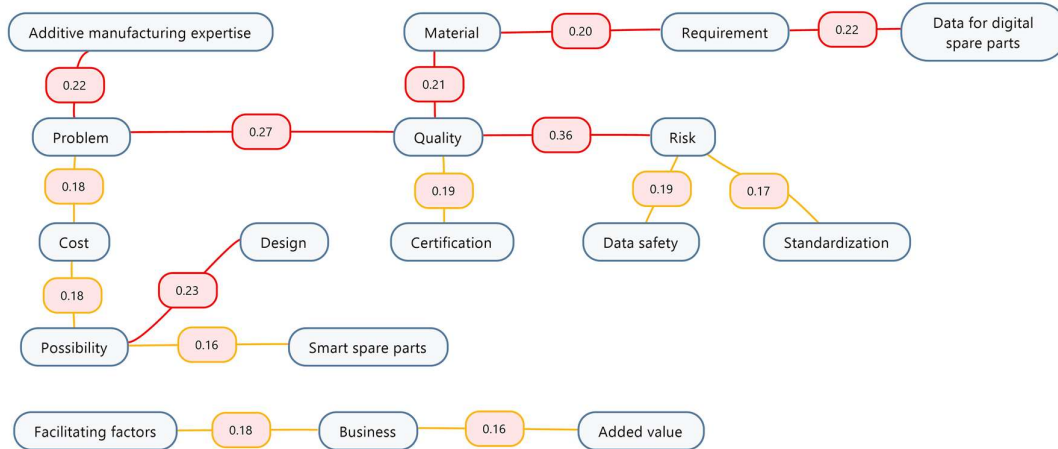 Additive manufacturing expertise
Material
0.20
Requirement
0.22
Data for digital
spare parts
0.22
0.21
Problem
0.27
Quality
0.36
Risk
0.18
0.19
0.19
0.17
Cost
Design
Certification
Data safety
Standardization
0.18
0.23
Possibility
0.16
Smart spare parts
Facilitating factors
0.18
Business
0.16
Added value